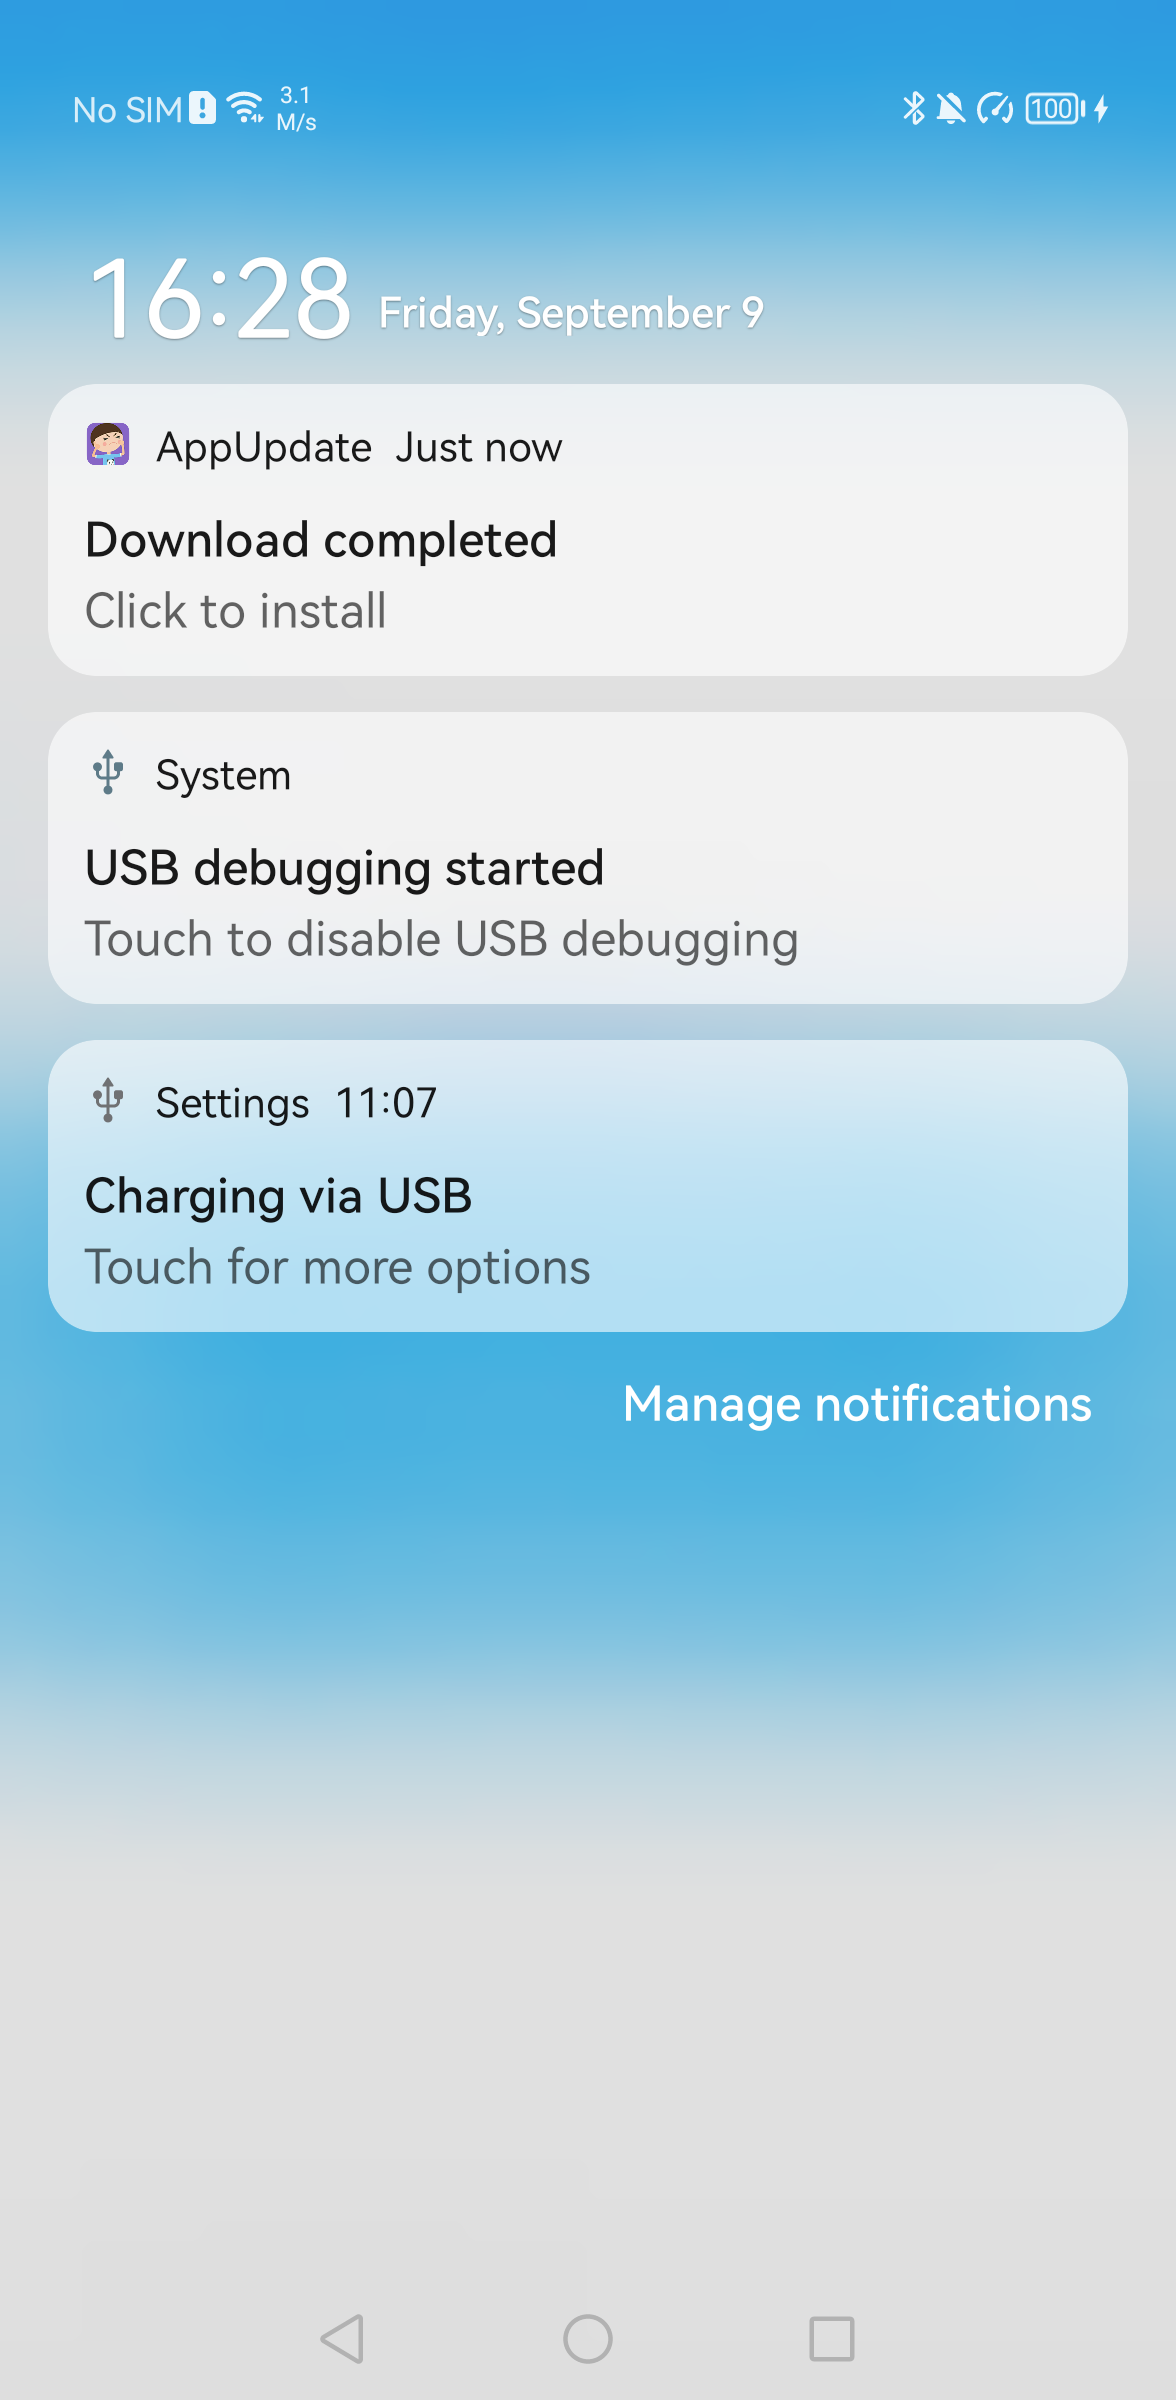 No SIM 3.1 M/s 100
16:28 Friday, September 9
AppUpdate Just now
Download completed
Click to install
System
USB debugging started
Touch to disable USB debugging
Settings 11:07
Charging via USB
Touch for more options
Manage notifications